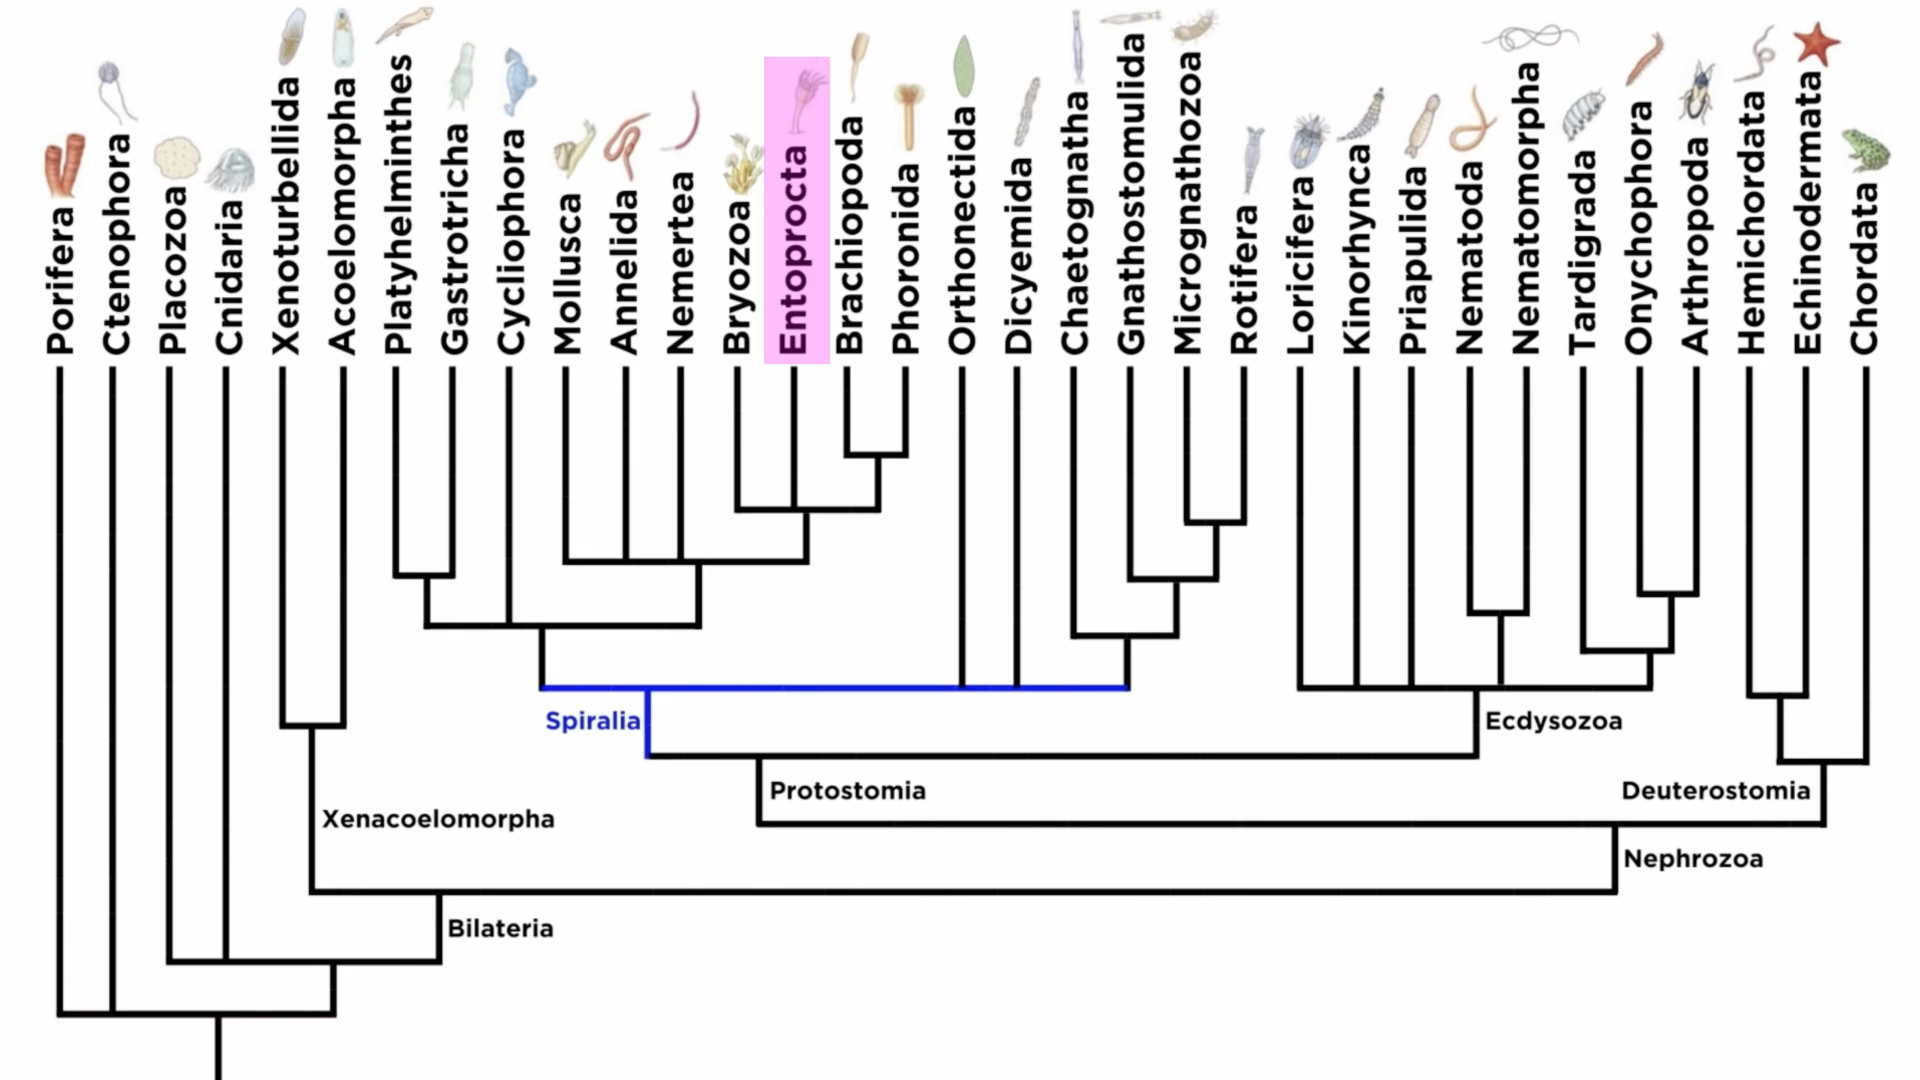 Porifera
Ctenophora
Placozoa
Cnidaria
Xenoturbellida
Acoelomorpha
Platyhelminthes
Gastrotricha
Cycliophora
Mollusca
Annelida
Nemertea
Bryozoa
Entoprocta
Brachiopoda
Phoronida
Orthonectida
Dicyemida
Chaetognatha
Gnathostomulida
Micrognathozoa
Rotifera
Loricifera
Kinorhynca
Priapulida
Nematoda
Nematomorpha
Tardigrada
Onychophora
Arthropoda
Hemichordata
Echinodermata
Chordata
Spiralia
Ecdysozoa
Protostomia
Deuterostomia
Xenacoelomorpha
Nephrozoa
Bilateria